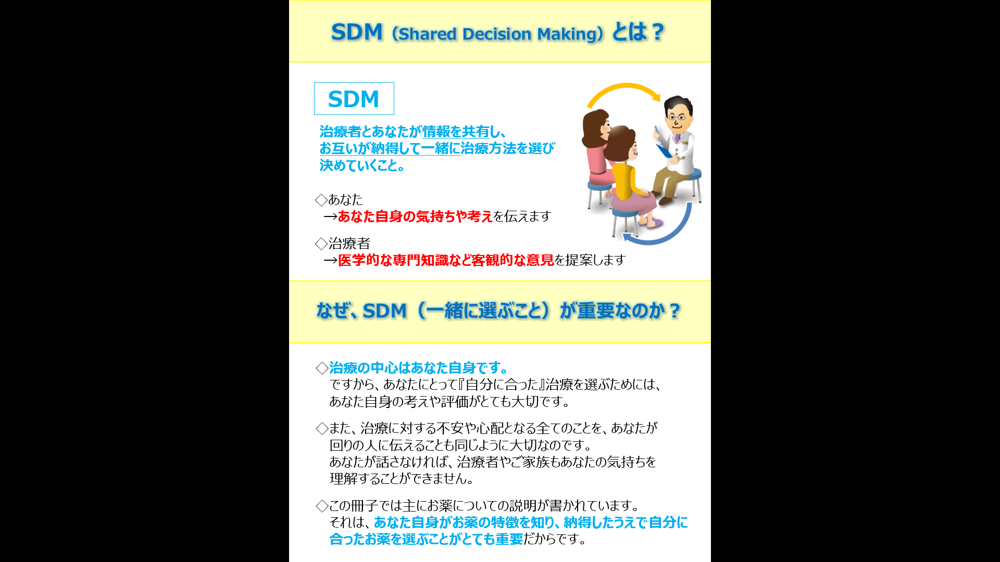 SDM（Shared Decision Making）とは？
SDM
治療者とあなたが情報を共有し、
お互いが納得して一緒に治療方法を選び
決めていくこと。
◇あなた
→あなた自身の気持ちや考えを伝えます
◇治療者
→医学的な専門知識など客観的な意見を提案します
なぜ、SDM（一緒に選ぶこと）が重要なのか？
◇治療の中心はあなた自身です。
ですから、あなたにとって『自分に合った』治療を選ぶためには、
あなた自身の考えや評価がとても大切です。
◇また、治療に対する不安や心配となる全てのことを、あなたが
回りの人に伝えることも同じように大切なのです。
あなたが話さなければ、治療者やご家族もあなたの気持ちを
理解することができません。
◇この冊子では主にお薬についての説明が書かれています。
それは、あなた自身がお薬の特徴を知り、納得したうえで自分に
合ったお薬を選ぶことがとても重要だからです。